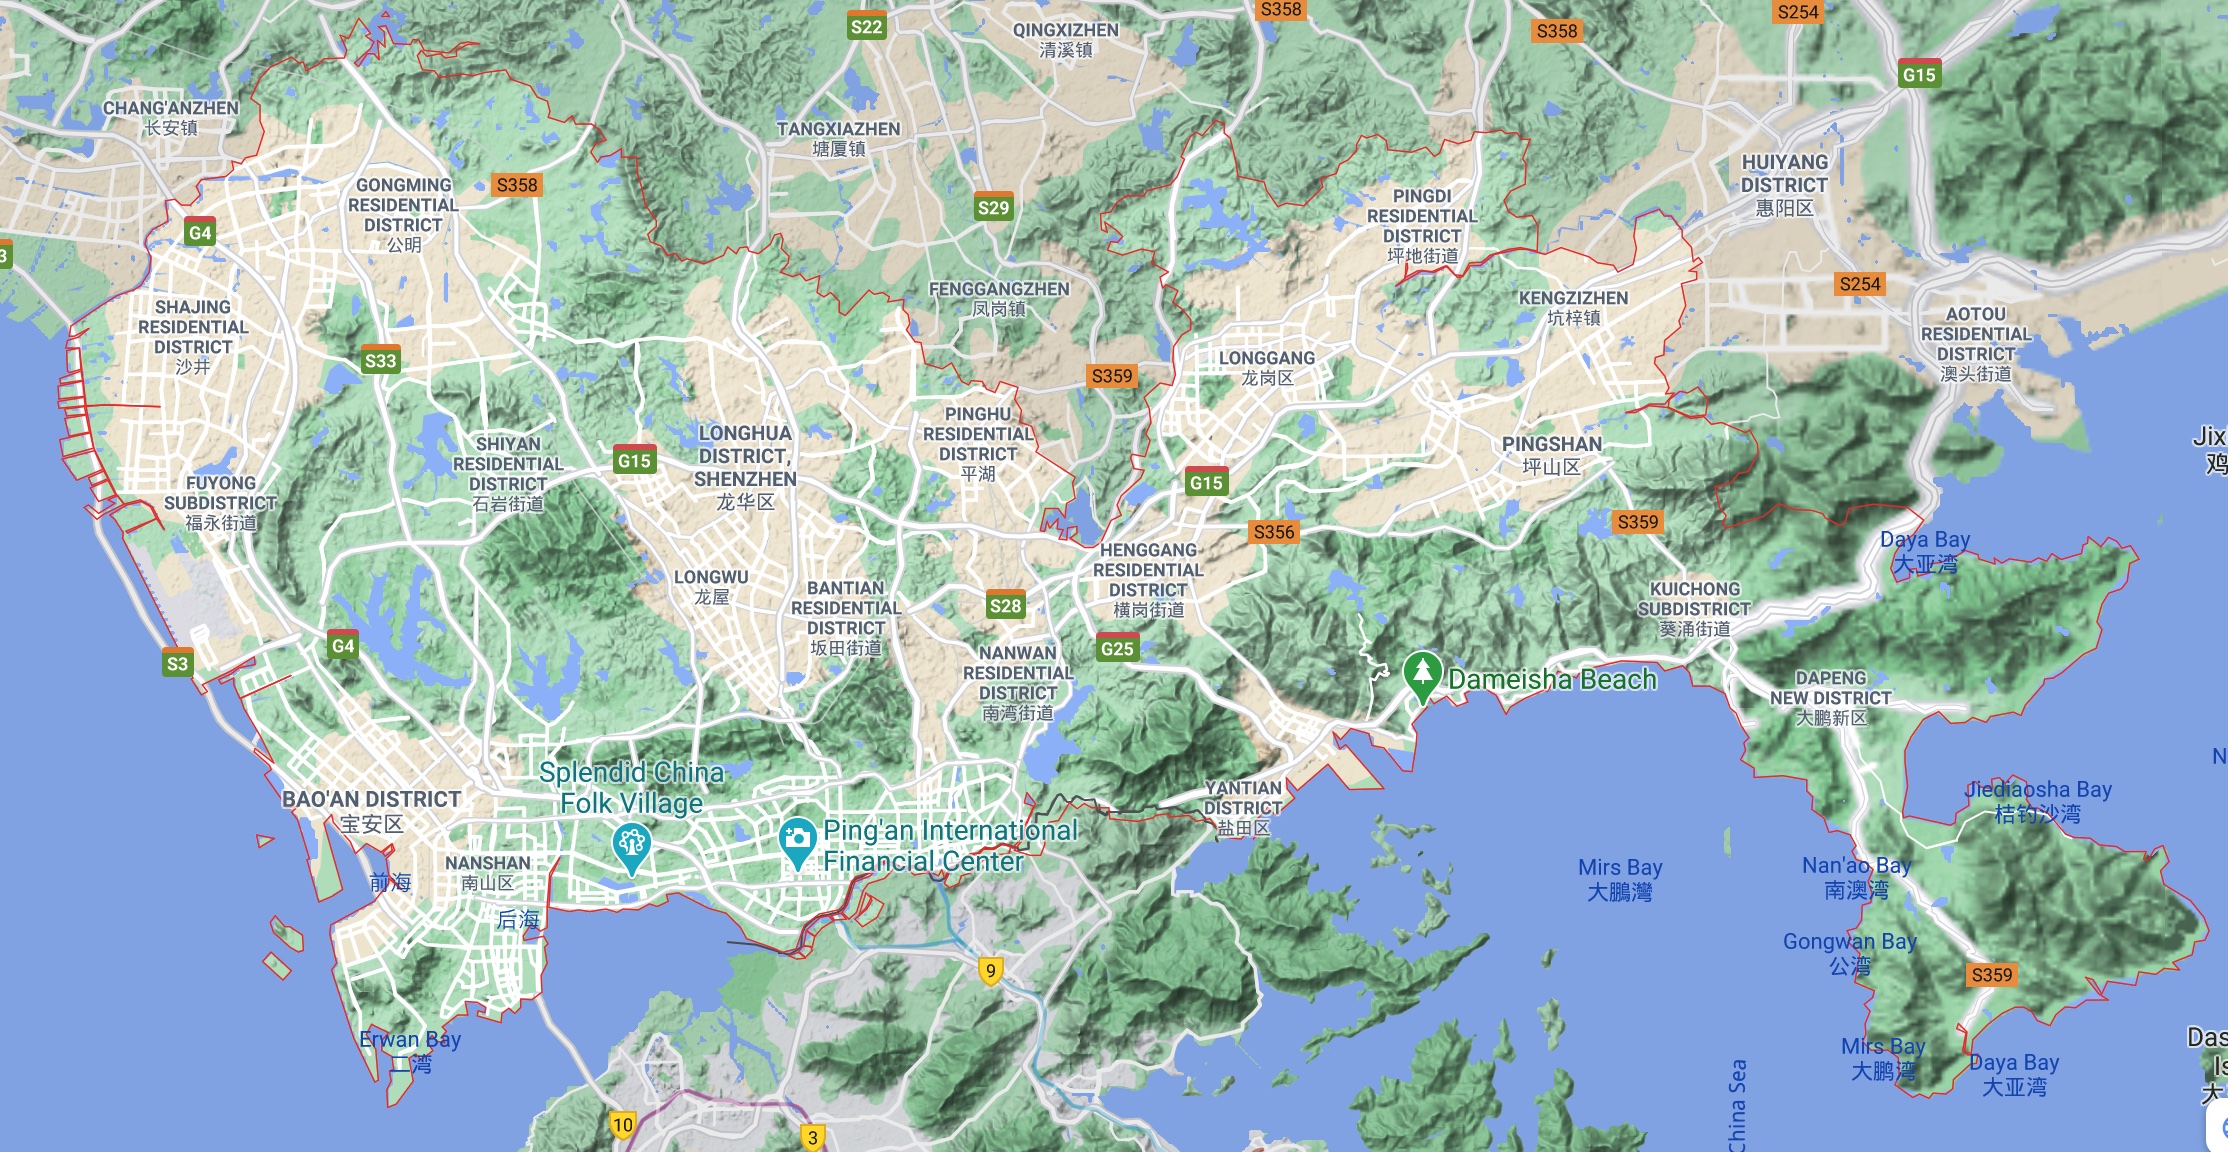 S358
S254
S22
QINGXIZHEN
清溪镇
S358
G15
CHANG'ANZHEN
长安镇
TANGXIAZHEN
塘厦镇
HUIYANG
DISTRICT
惠阳区
GONGMING
RESIDENTIAL
DISTRICT
公明
S358
S29
PINGDI
RESIDENTIAL
DISTRICT
坪地街道
G4
3
FENGGANGZHEN
凤岗镇
KENGZIZHEN
坑梓镇
S254
SHAJING
RESIDENTIAL
DISTRICT
沙井
AOTOU
RESIDENTIAL
DISTRICT
澳头街道
S33
LONGGANG
龙岗区
S359
PINGHU
RESIDENTIAL
DISTRICT
平湖
LONGHUA
DISTRICT,
SHENZHEN
龙华区
SHIYAN
RESIDENTIAL
DISTRICT
石岩街道
G15
PINGSHAN
坪山区
Jix
鸡
FUYONG
SUBDISTRICT
福永街道
G15
S359
S356
Daya Bay
大亚湾
HENGGANG
RESIDENTIAL
DISTRICT
横岗街道
LONGWU
龙屋
BANTIAN
RESIDENTIAL
DISTRICT
坂田街道
S28
KUICHONG
SUBDISTRICT
葵涌街道
G4
S3
G25
NANWAN
RESIDENTIAL
DISTRICT
南湾街道
Dameisha Beach
DAPENG
NEW DISTRICT
大鹏新区
N
Splendid China
Folk Village
BAO'AN DISTRICT
宝安区
YANTIAN
DISTRICT
盐田区
Jiediaosha Bay
桔钓沙湾
Ping'an International
Financial Center
NANSHAN
南山区
前海
后海
Mirs Bay
大鵬灣
Nan'ao Bay
南澳湾
Gongwan Bay
公湾
9
S359
Erwan Bay
二湾
Mirs Bay
大鹏湾
Daya Bay
大亚湾
Das
Is
大
China Sea
10
3